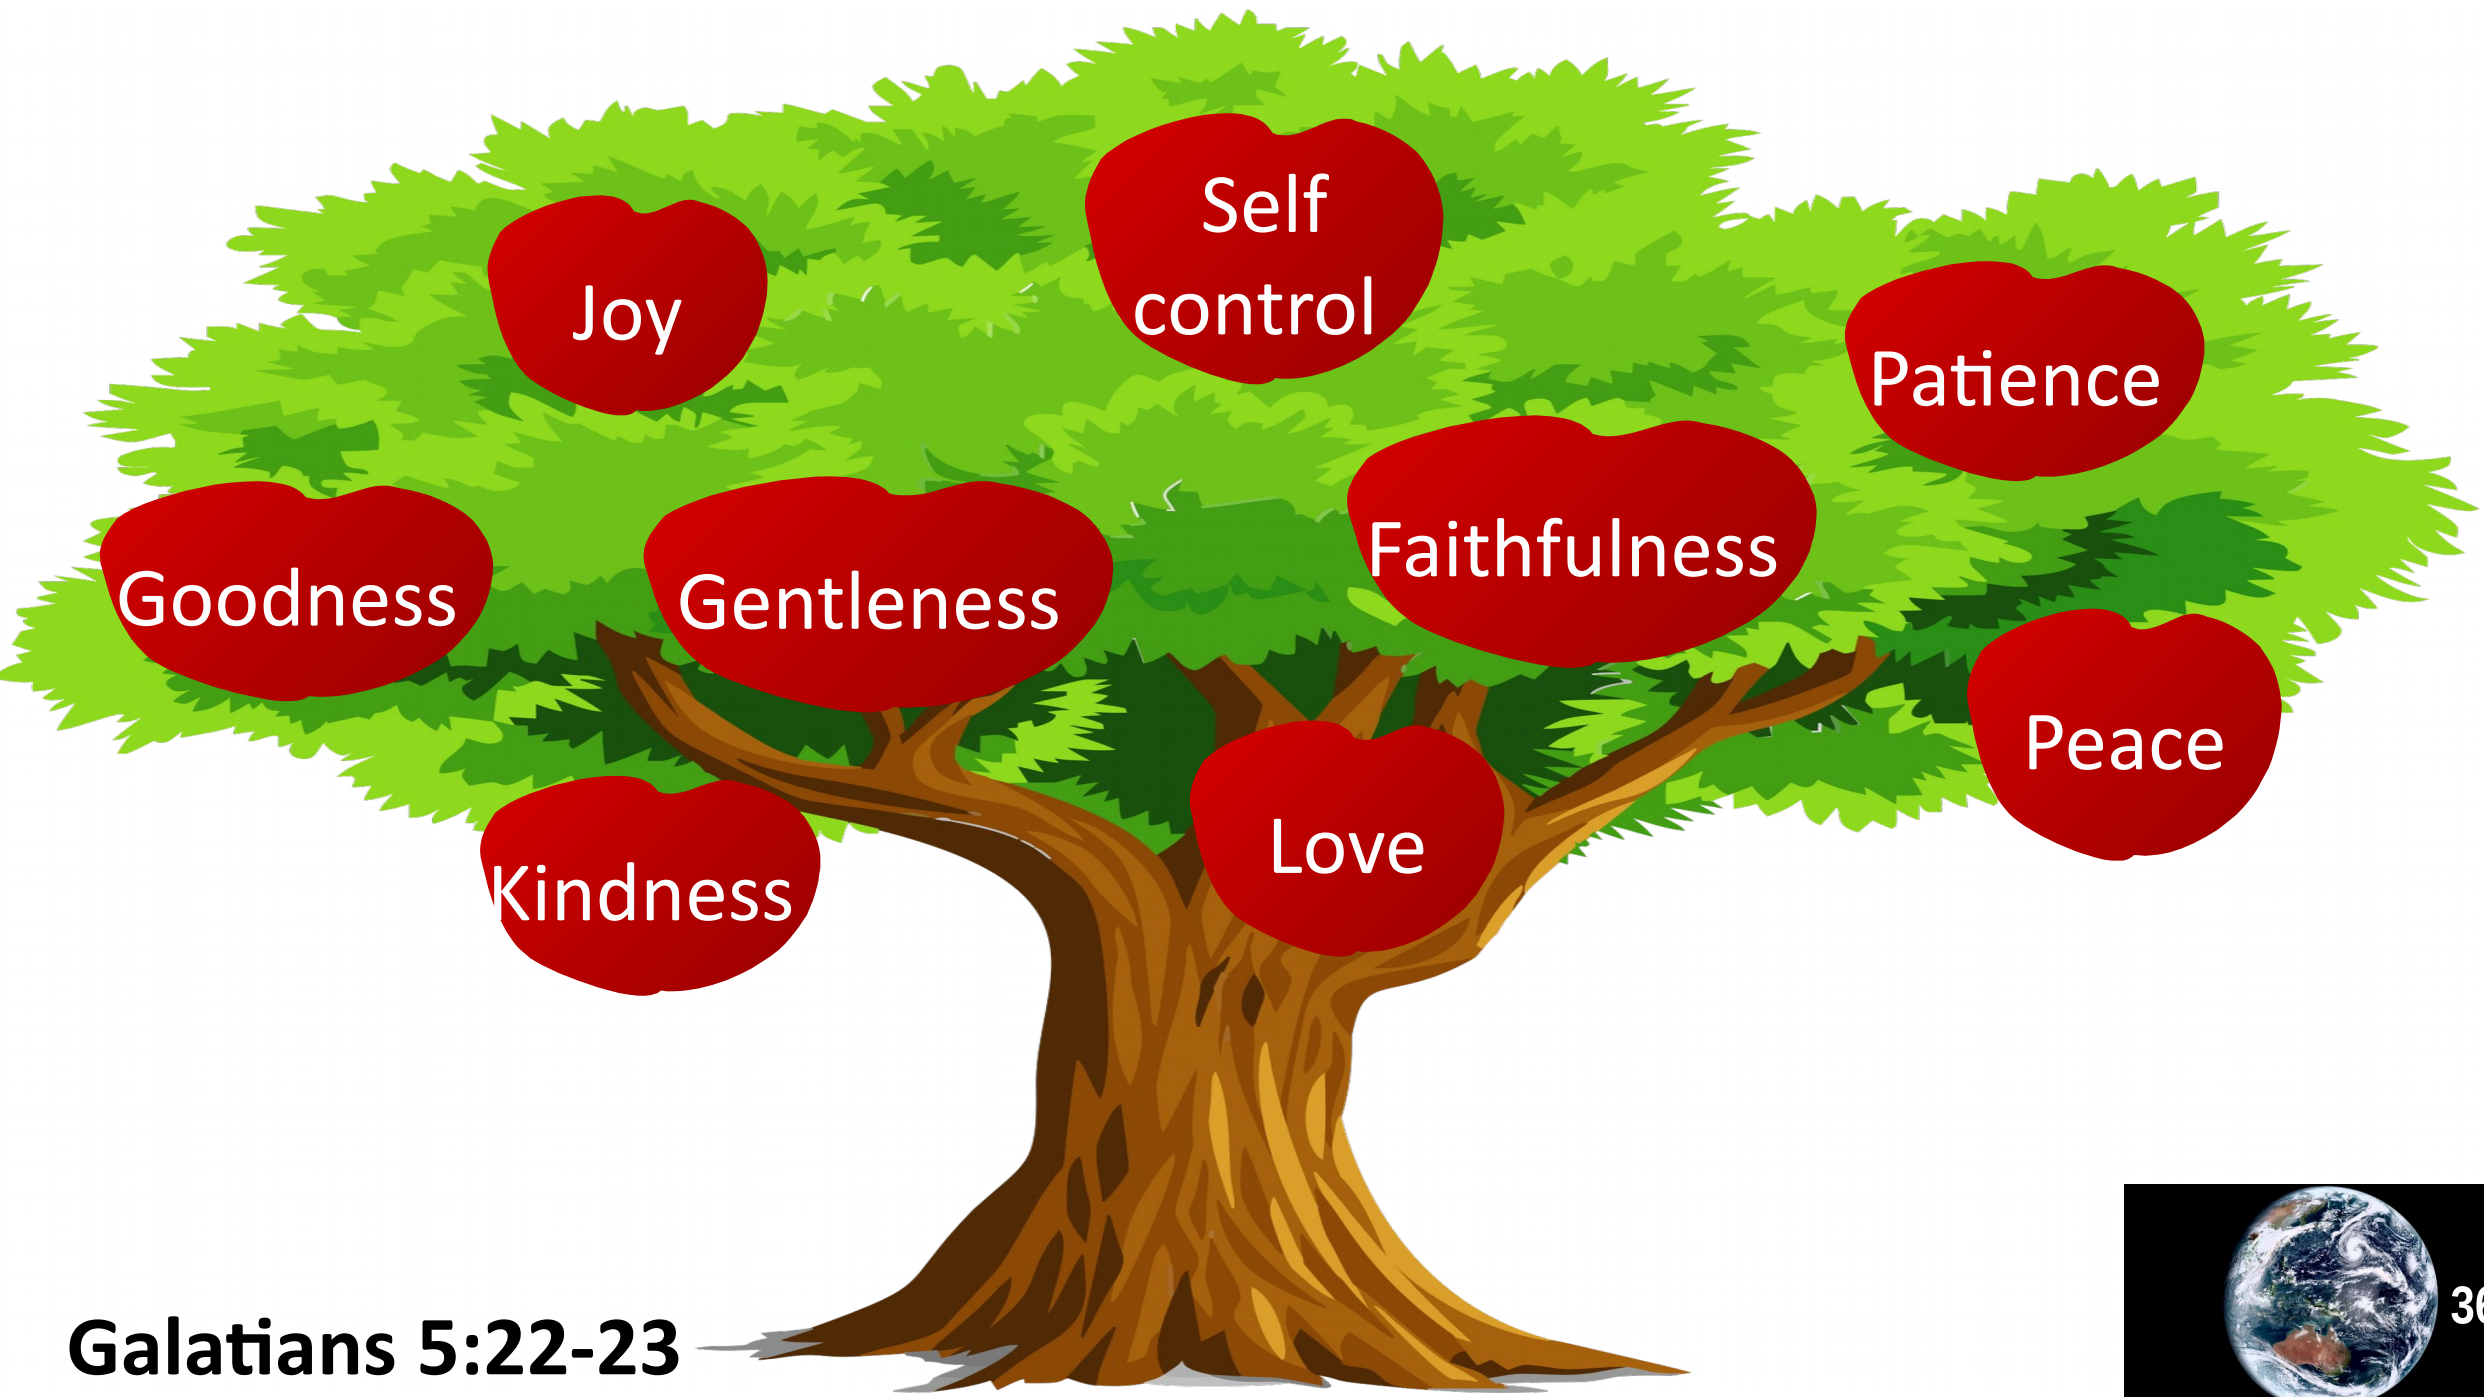 Self
control
Joy
Patience
Faithfulness
Goodness
Gentleness
Peace
Love
Kindness
Galatians 5:22-23